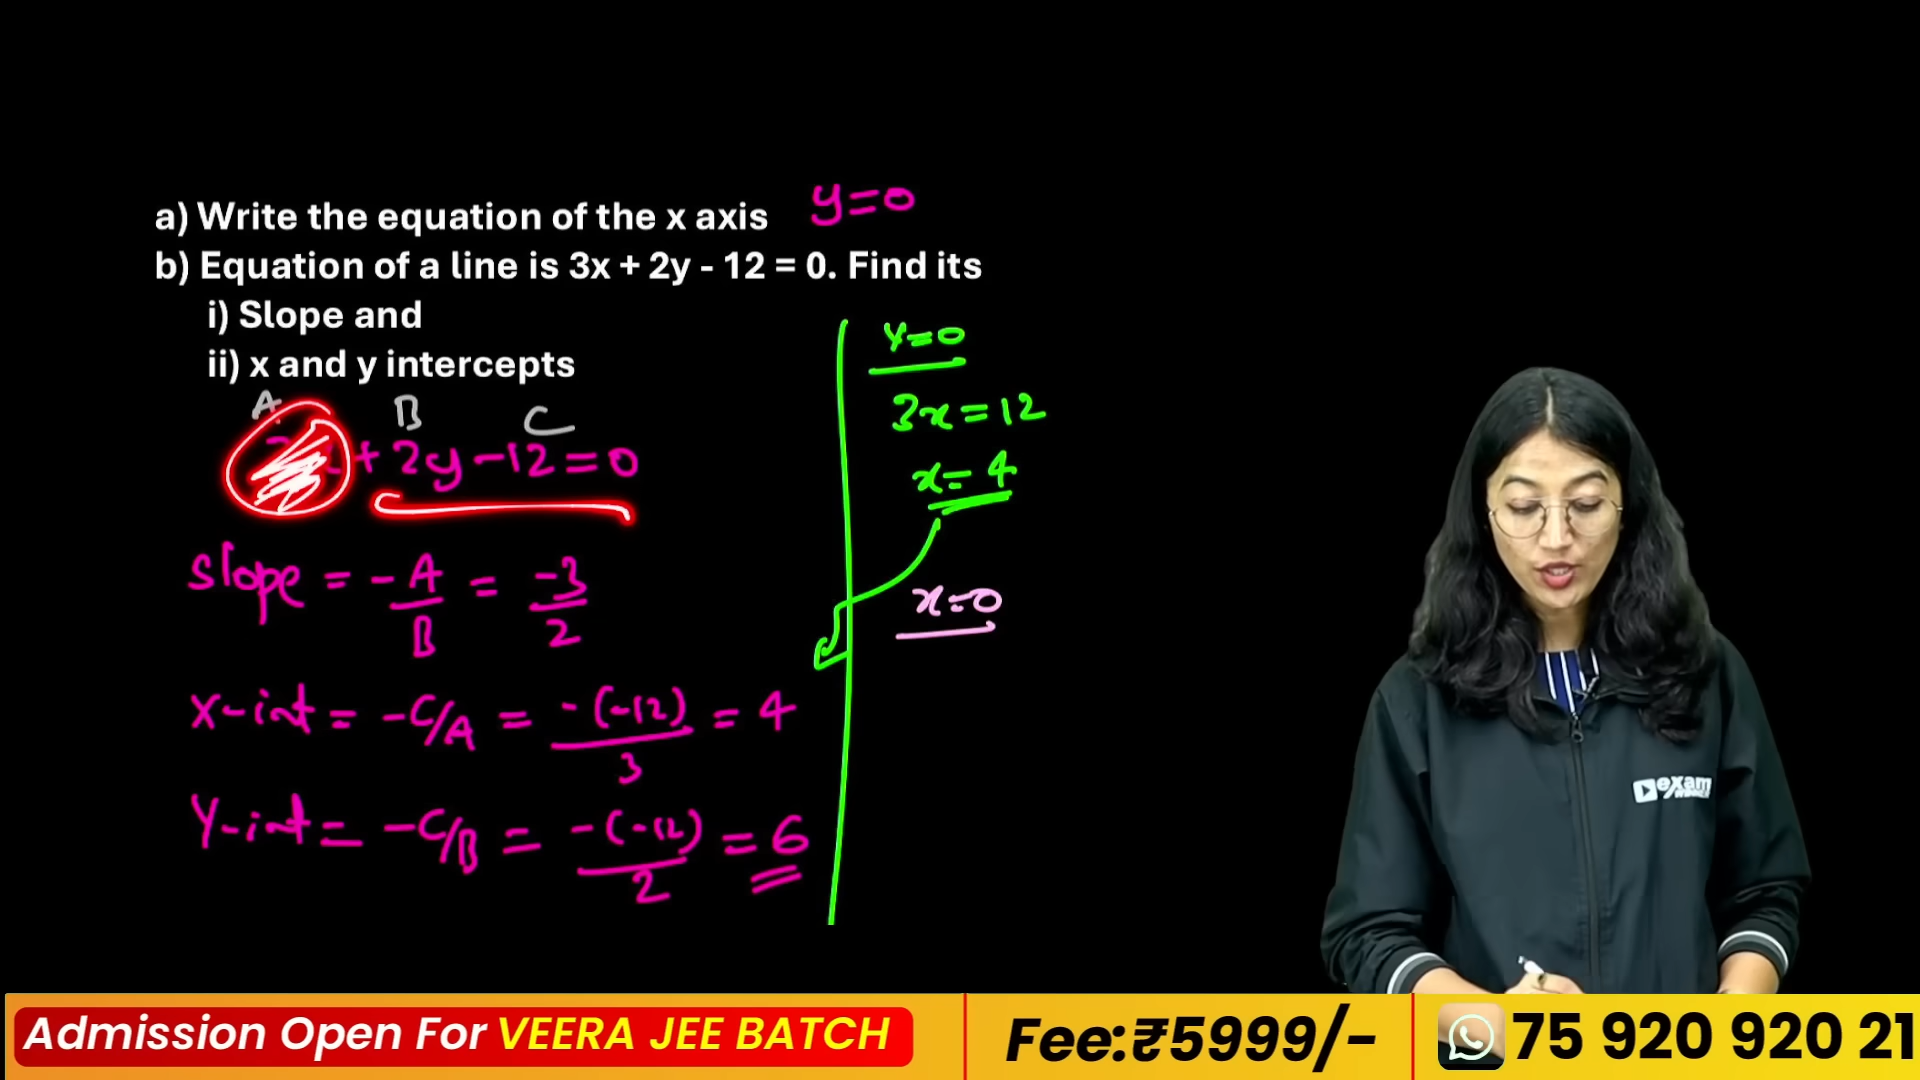 a) Write the equation of the x axis y=0
b) Equation of a line is 3x + 2y - 12 = 0. Find its
i) Slope and
ii) x and y intercepts
A B C
+ 2y - 12 = 0
Slope = -A/B = -3/2
X-int = -C/A = -(-12)/3 = 4
Y-int = -C/B = -(-12)/2 = 6
y=0
3x = 12
x = 4
x=0
exam
Admission Open For VEERA JEE BATCH
Fee:₹5999/-
75 920 920 21